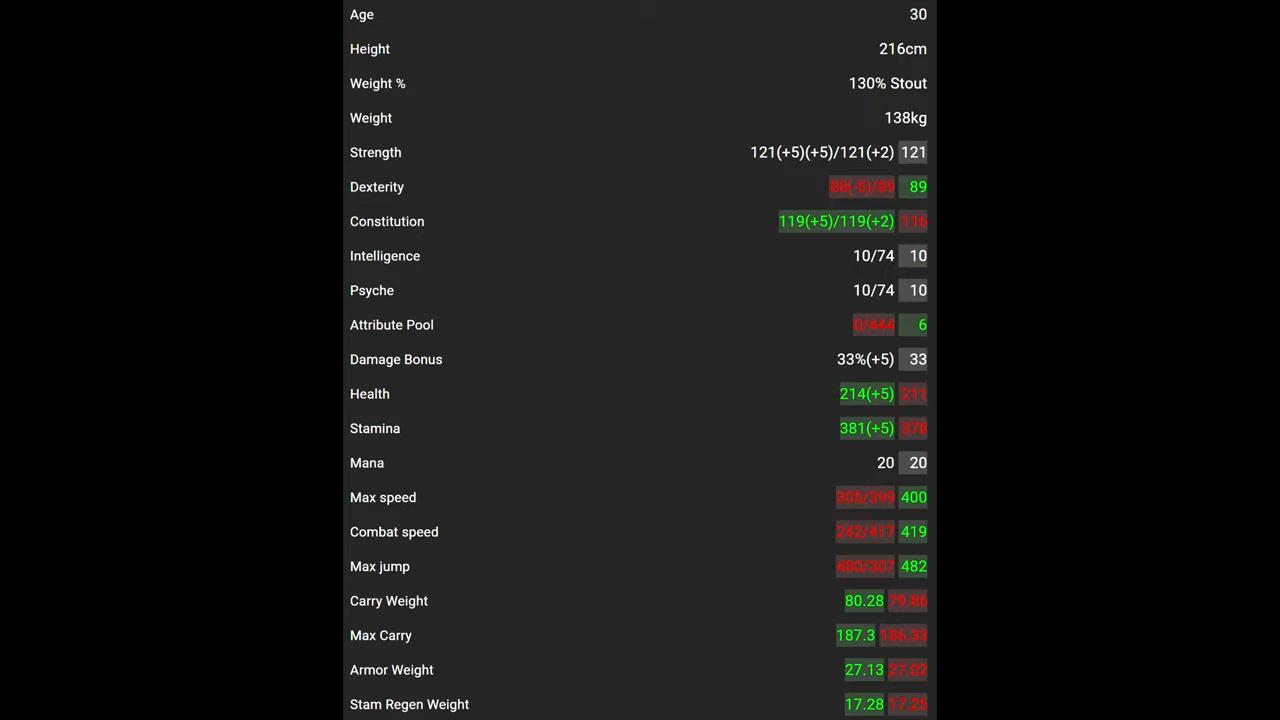 Age 30
Height 216cm
Weight % 130% Stout
Weight 138kg
Strength 121(+5)(+5)/121(+2) 121
Dexterity 88(-5)/89 89
Constitution 119(+5)/119(+2) 116
Intelligence 10/74 10
Psyche 10/74 10
Attribute Pool 0/444 6
Damage Bonus 33%(+5) 33
Health 214(+5) 211
Stamina 381(+5) 378
Mana 20 20
Max speed 305/399 400
Combat speed 242/417 419
Max jump 480/307 482
Carry Weight 80.28 79.86
Max Carry 187.3 186.33
Armor Weight 27.13 27.02
Stam Regen Weight 17.28 17.25